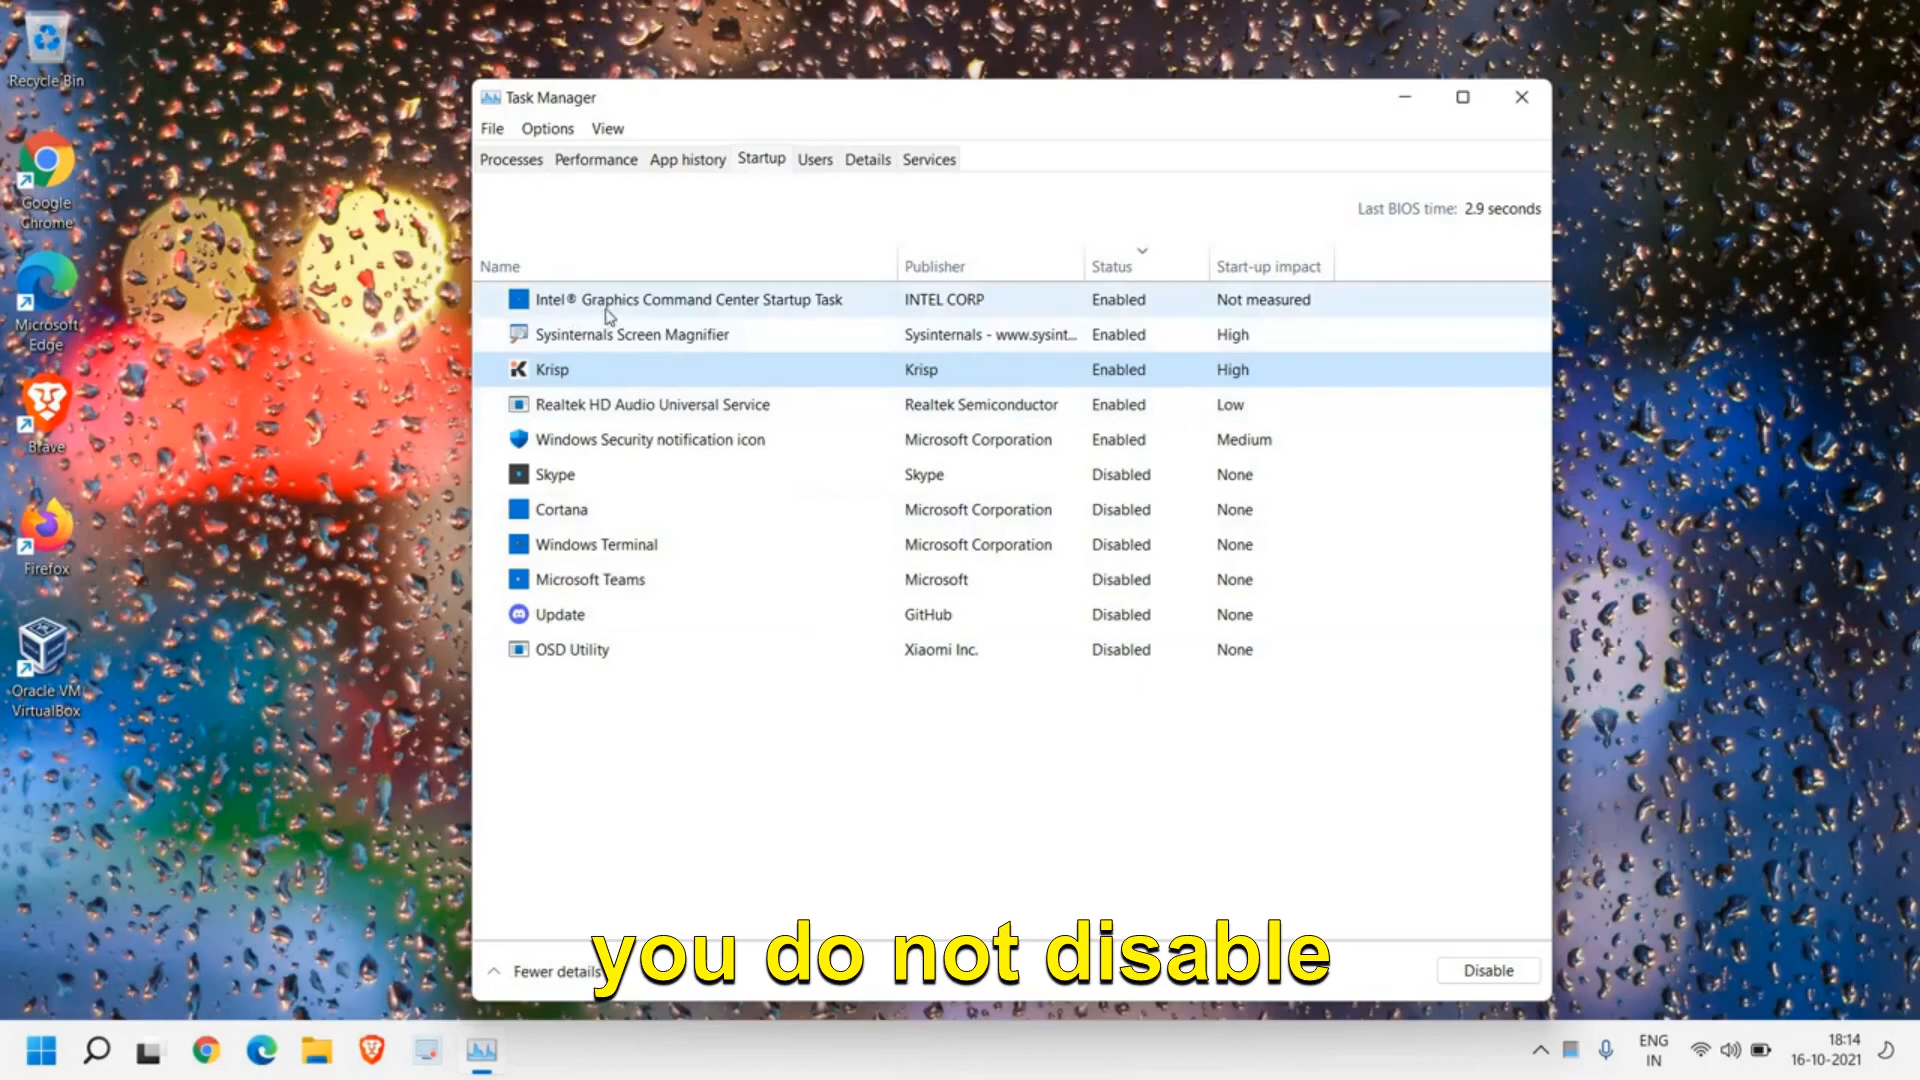 Recycle Bin
Google
Chrome
Microsoft
Edge
Brave
Firefox
Oracle VM
VirtualBox
Task Manager
File Options View
Processes Performance App history Startup Users Details Services
Last BIOS time: 2.9 seconds
Name Publisher Status Start-up impact
Intel® Graphics Command Center Startup Task INTEL CORP Enabled Not measured
Sysinternals Screen Magnifier Sysinternals - www.sysint... Enabled High
Krisp Krisp Enabled High
Realtek HD Audio Universal Service Realtek Semiconductor Enabled Low
Windows Security notification icon Microsoft Corporation Enabled Medium
Skype Skype Disabled None
Cortana Microsoft Corporation Disabled None
Windows Terminal Microsoft Corporation Disabled None
Microsoft Teams Microsoft Disabled None
Update GitHub Disabled None
OSD Utility Xiaomi Inc. Disabled None
you do not disable
Fewer details
Disable
ENG
IN
18:14
16-10-2021